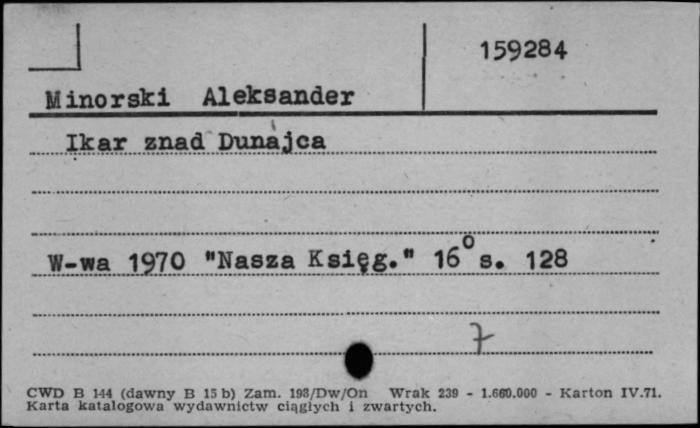 159284
Minorski Aleksander
Ikar znad Dunajca
W-wa 1970 "Nasza Księg." 16° s. 128
7
CWD B 144 (dawny B 15 b) Zam. 198/Dw/On Wrak 239 - 1.660.000 - Karton IV.71.
Karta katalogowa wydawnictw ciągłych i zwartych.